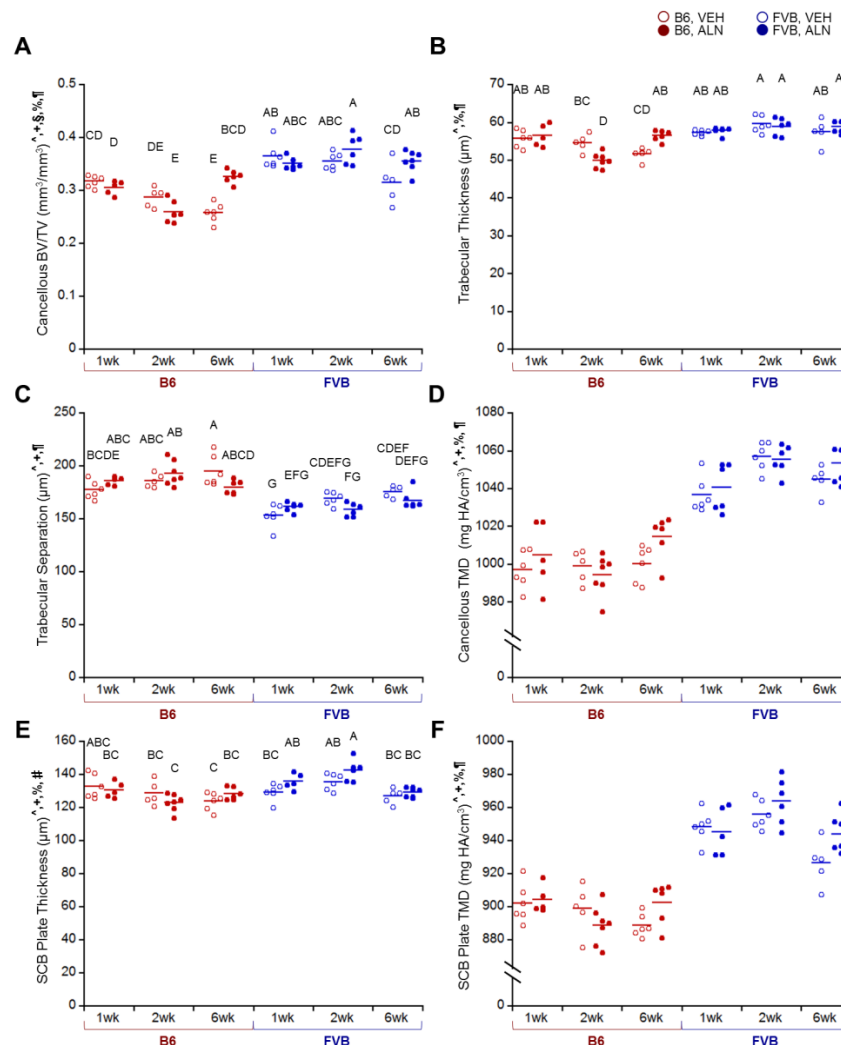 B6, VEH FVB, VEH
B6, ALN FVB, ALN
A
Cancellous BV/TV (mm³/mm³) ^,+,§,%,¶
0.5
0.4
0.3
0.2
0.1
0
CD D DE E E BCD AB ABC ABC A CD AB
1wk 2wk 6wk 1wk 2wk 6wk
B6 FVB
B
Trabecular Thickness (µm) ^,%,¶
70
60
50
40
30
20
10
0
AB AB BC D CD AB AB AB A A AB A
1wk 2wk 6wk 1wk 2wk 6wk
B6 FVB
C
Trabecular Separation (µm) ^,+,¶
250
200
150
100
50
0
BCDE ABC ABC AB A ABCD G EFG CDEFG FG CDEF DEFG
1wk 2wk 6wk 1wk 2wk 6wk
B6 FVB
D
Cancellous TMD (mg HA/cm³) ^,+,%,¶
1080
1060
1040
1020
1000
980
0
1wk 2wk 6wk 1wk 2wk 6wk
B6 FVB
E
SCB Plate Thickness (µm) ^,+,%,#
160
140
120
100
80
60
40
20
0
ABC BC BC C C BC BC AB AB A BC BC
1wk 2wk 6wk 1wk 2wk 6wk
B6 FVB
F
SCB Plate TMD (mg HA/cm³) ^,+,%,¶
1000
980
960
940
920
900
880
0
1wk 2wk 6wk 1wk 2wk 6wk
B6 FVB